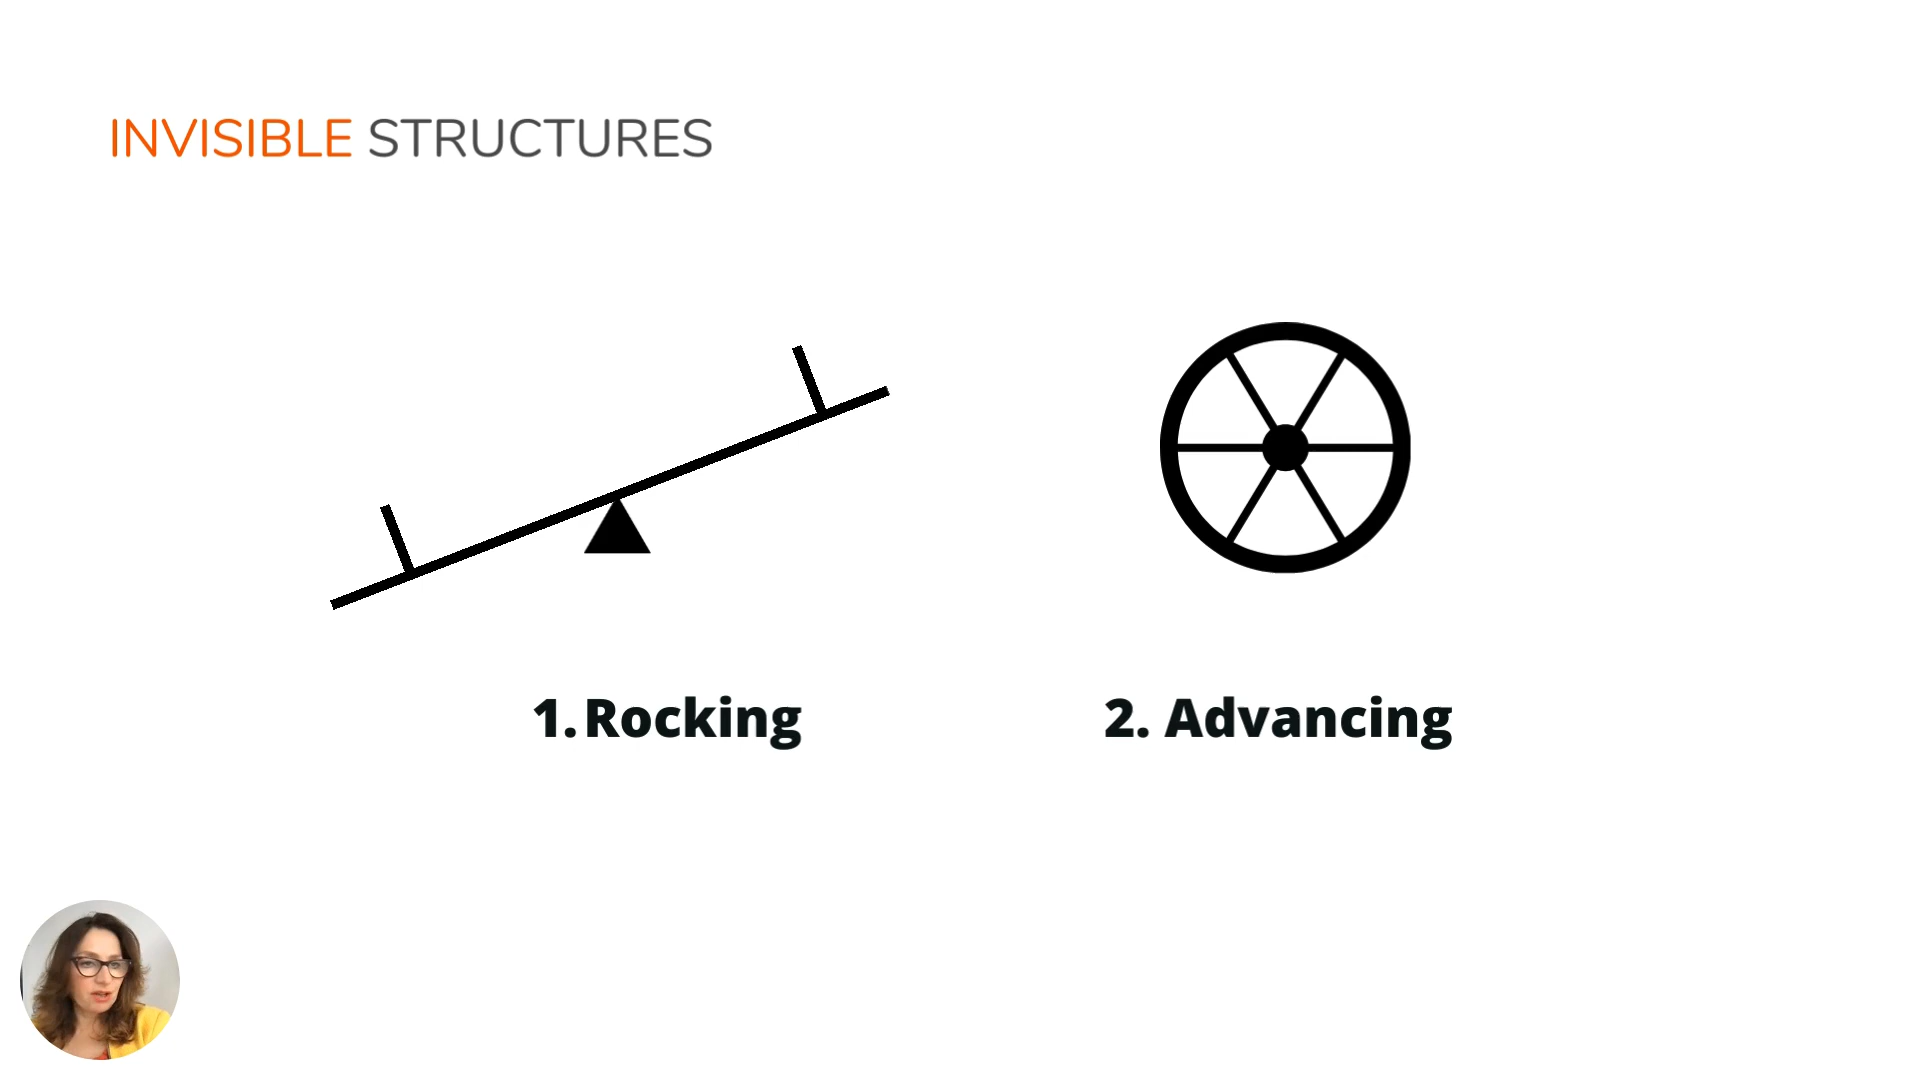 INVISIBLE STRUCTURES
1. Rocking
2. Advancing